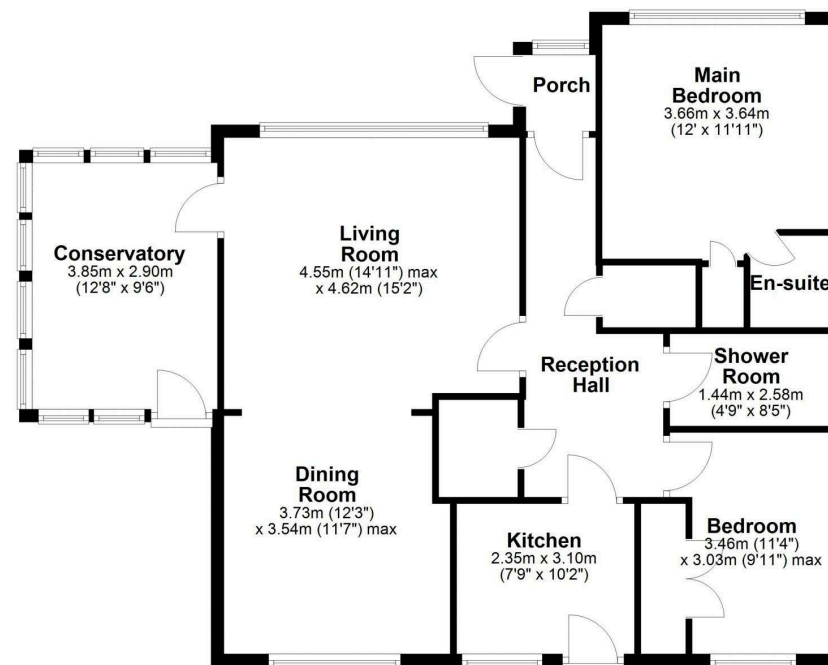 Porch
Main
Bedroom
3.66m x 3.64m
(12' x 11'11")
Conservatory
3.85m x 2.90m
(12'8" x 9'6")
Living
Room
4.55m (14'11") max
x 4.62m (15'2")
En-suite
Reception
Hall
Shower
Room
1.44m x 2.58m
(4'9" x 8'5")
Dining
Room
3.73m (12'3")
x 3.54m (11'7") max
Kitchen
2.35m x 3.10m
(7'9" x 10'2")
Bedroom
3.46m (11'4")
x 3.03m (9'11") max